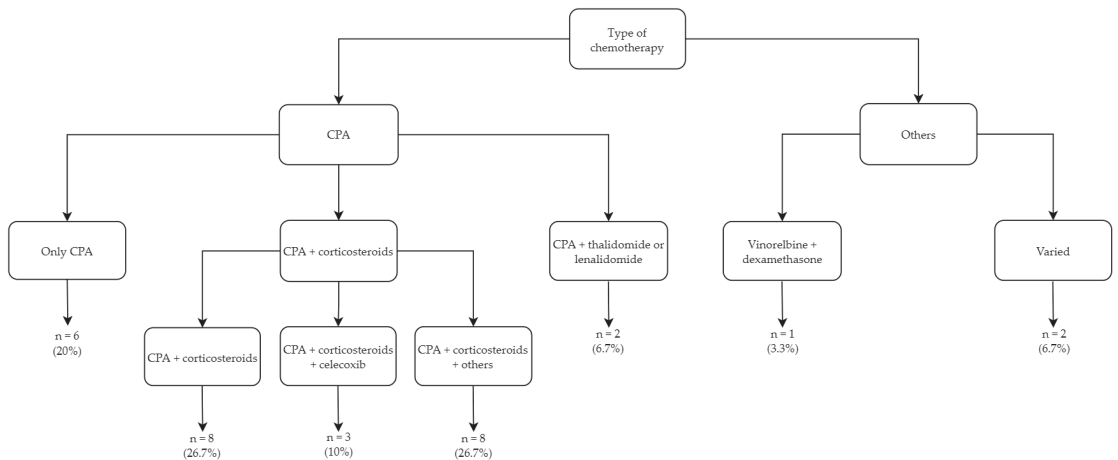 Type of
chemotherapy
CPA
Others
Only CPA
CPA + corticosteroids
CPA + thalidomide or
lenalidomide
Vinorelbine +
dexamethasone
Varied
n = 6
(20%)
CPA + corticosteroids
CPA + corticosteroids
+ celecoxib
CPA + corticosteroids
+ others
n = 2
(6.7%)
n = 1
(3.3%)
n = 2
(6.7%)
n = 8
(26.7%)
n = 3
(10%)
n = 8
(26.7%)